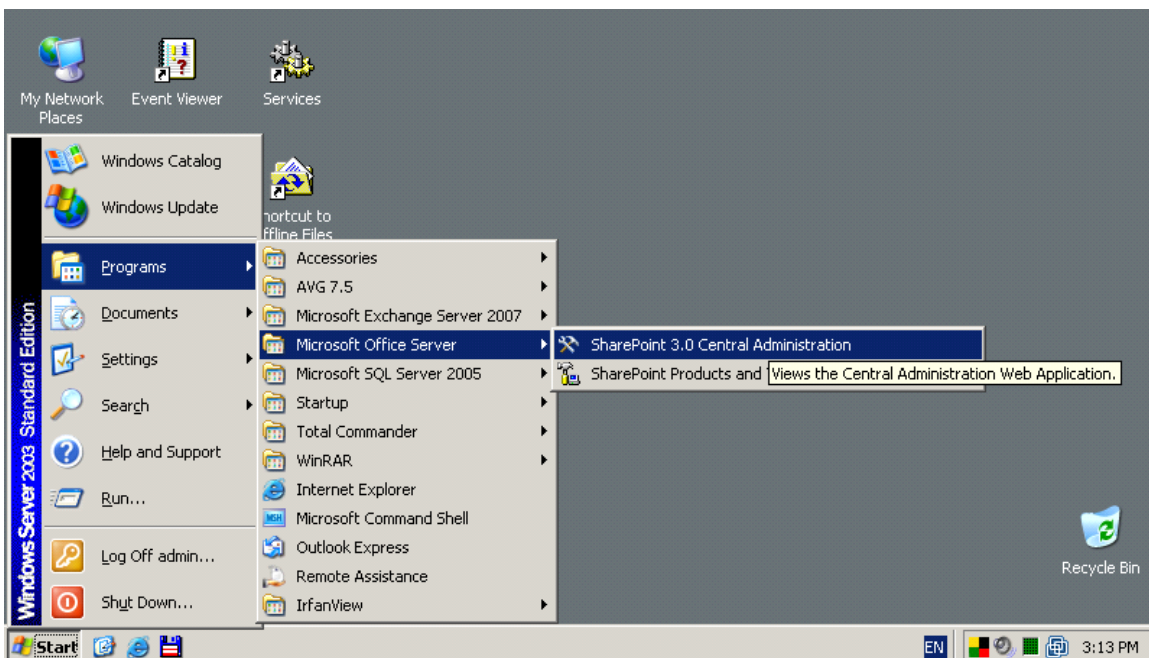 My Network
Places
Event Viewer
Services
hortcut to
ffline Files
Windows Server 2003 Standard Edition
Windows Catalog
Windows Update
Programs
Documents
Settings
Search
Help and Support
Run...
Log Off admin...
Shut Down...
Accessories
AVG 7.5
Microsoft Exchange Server 2007
Microsoft Office Server
Microsoft SQL Server 2005
Startup
Total Commander
WinRAR
Internet Explorer
Microsoft Command Shell
Outlook Express
Remote Assistance
IrfanView
SharePoint 3.0 Central Administration
SharePoint Products and
Views the Central Administration Web Application.
Recycle Bin
Start
EN
3:13 PM